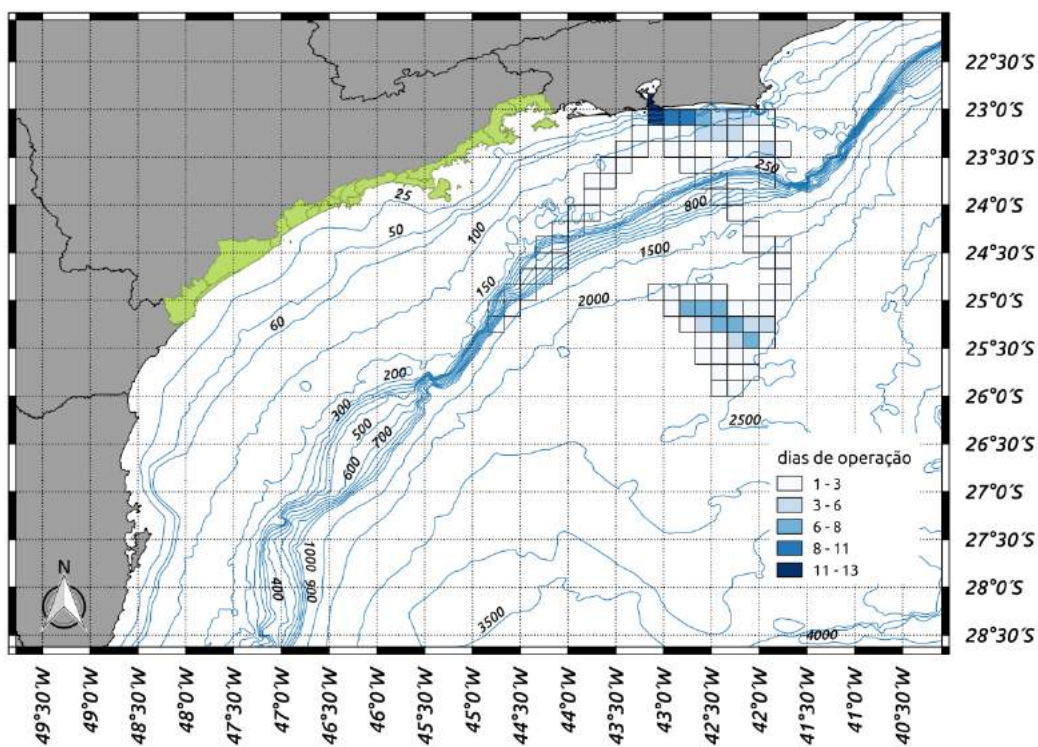 22°30'S
23°0'S
23°30'S
250
25
800
24°0'S
50
100
1500
24°30'S
150
2000
25°0'S
60
25°30'S
200
26°0'S
300
500
700
2500
26°30'S
dias de operação
600
1 - 3
27°0'S
3 - 6
6 - 8
27°30'S
8 - 11
1000
11 - 13
N
400
900
28°0'S
3500
4000
28°30'S
49°30'W
49°0'W
48°30'W
48°0'W
47°30'W
47°0'W
46°30'W
46°0'W
45°30'W
45°0'W
44°30'W
44°0'W
43°30'W
43°0'W
42°30'W
42°0'W
41°30'W
41°0'W
40°30'W